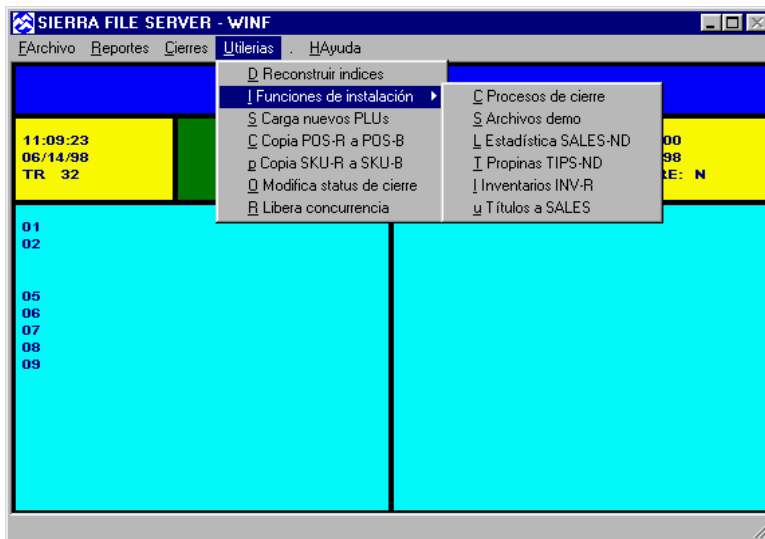 SIERRA FILE SERVER - WINF
FArchivo Reportes Cierres Utilerias . HAyuda
D Reconstruir indices
I Funciones de instalación
S Carga nuevos PLUs
C Copia POS-R a POS-B
p Copia SKU-R a SKU-B
O Modifica status de cierre
R Libera concurrencia
C Procesos de cierre
S Archivos demo
L Estadística SALES-ND
T Propinas TIPS-ND
I Inventarios INV-R
u Títulos a SALES
11:09:23
06/14/98
TR 32
00
98
RE: N
01
02
05
06
07
08
09